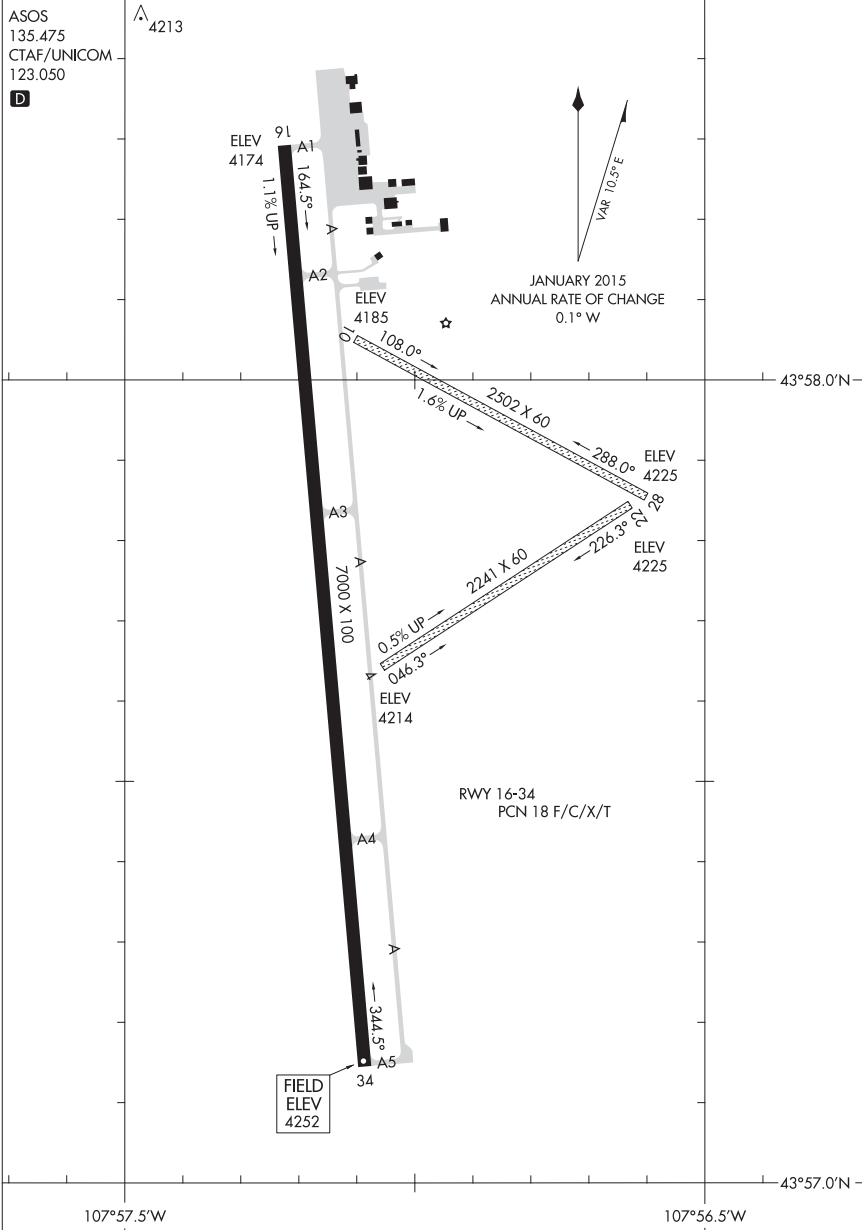 ASOS
135.475
CTAF/UNICOM
123.050
D
4213
16
ELEV
4174
A1
164.5°
1.1% UP
A
A2
VAR 10.5° E
JANUARY 2015
ANNUAL RATE OF CHANGE
0.1° W
ELEV
4185
10
108.0°
1.6% UP
2502 X 60
43°58.0'N
288.0°
ELEV
4225
28
22
226.3°
ELEV
4225
A3
A
7000 X 100
2241 X 60
0.5% UP
046.3°
4
ELEV
4214
RWY 16-34
PCN 18 F/C/X/T
A4
A
344.5°
A5
34
FIELD
ELEV
4252
43°57.0'N
107°57.5'W
107°56.5'W